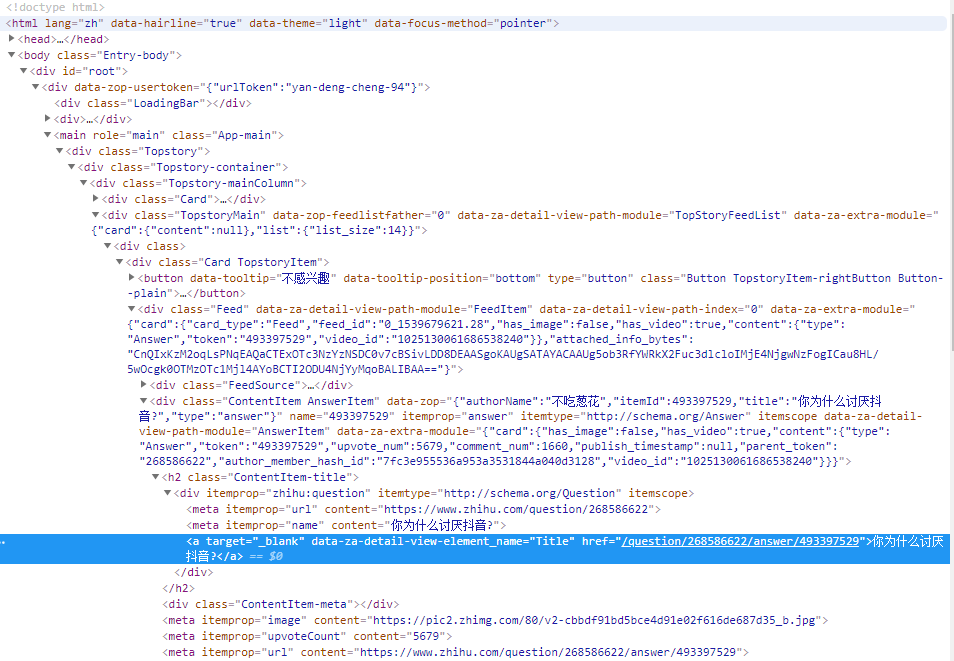 <!doctype html>
<html lang="zh" data-hairline="true" data-theme="light" data-focus-method="pointer">
<head>…</head>
<body class="Entry-body">
<div id="root">
<div data-zop-usertoken="{"urlToken":"yan-deng-cheng-94"}">
<div class="LoadingBar"></div>
<div>…</div>
<main role="main" class="App-main">
<div class="Topstory">
<div class="Topstory-container">
<div class="Topstory-mainColumn">
<div class="Card">…</div>
<div class="TopstoryMain" data-zop-feedlistfather="0" data-za-detail-view-path-module="TopStoryFeedList" data-za-extra-module="
{"card":{"content":null},"list":{"list_size":14}}">
<div class>
<div class="Card TopstoryItem">
<button data-tooltip="不感兴趣" data-tooltip-position="bottom" type="button" class="Button TopstoryItem-rightButton Button-
-plain">…</button>
<div class="Feed" data-za-detail-view-path-module="FeedItem" data-za-detail-view-path-index="0" data-za-extra-module="
{"card":{"card_type":"Feed","feed_id":"0_1539679621.28","has_image":false,"has_video":true,"content":{"type":
"Answer","token":"493397529","video_id":"1025130061686538240"}},"attached_info_bytes":
"CnQIxKzM2oqLsPNqEAQaCTExOTc3NzYzNSDC0v7cBSivLDD8DEAASgoKAUgSATAYACAAUg5ob3RfYWRkX2Fuc3dlcloIMjE4NjgwNzFogICau8HL/
5wOcgk0OTMzOTc1Mjl4AYoBCTI2ODU4NjYyMqoBALIBAA=="}">
<div class="FeedSource">…</div>
<div class="ContentItem AnswerItem" data-zop="{"authorName":"不吃葱花","itemId":493397529,"title":"你为什么讨厌抖
音?","type":"answer"}" name="493397529" itemprop="answer" itemtype="http://schema.org/Answer" itemscope data-za-detail-
view-path-module="AnswerItem" data-za-extra-module="{"card":{"has_image":false,"has_video":true,"content":{"type":
"Answer","token":"493397529","upvote_num":5679,"comment_num":1660,"publish_timestamp":null,"parent_token":
"268586622","author_member_hash_id":"7fc3e955536a953a3531844a040d3128","video_id":"1025130061686538240"}}}">
<h2 class="ContentItem-title">
<div itemprop="zhihu:question" itemtype="http://schema.org/Question" itemscope>
<meta itemprop="url" content="https://www.zhihu.com/question/268586622">
<meta itemprop="name" content="你为什么讨厌抖音?">
<a target="_blank" data-za-detail-view-element_name="Title" href="/question/268586622/answer/493397529">你为什么讨厌
抖音?</a> == $0
</div>
</h2>
<div class="ContentItem-meta"></div>
<meta itemprop="image" content="https://pic2.zhimg.com/80/v2-cbbdf91bd5bce4d91e02f616de687d35_b.jpg">
<meta itemprop="upvoteCount" content="5679">
<meta itemprop="url" content="https://www.zhihu.com/question/268586622/answer/493397529">